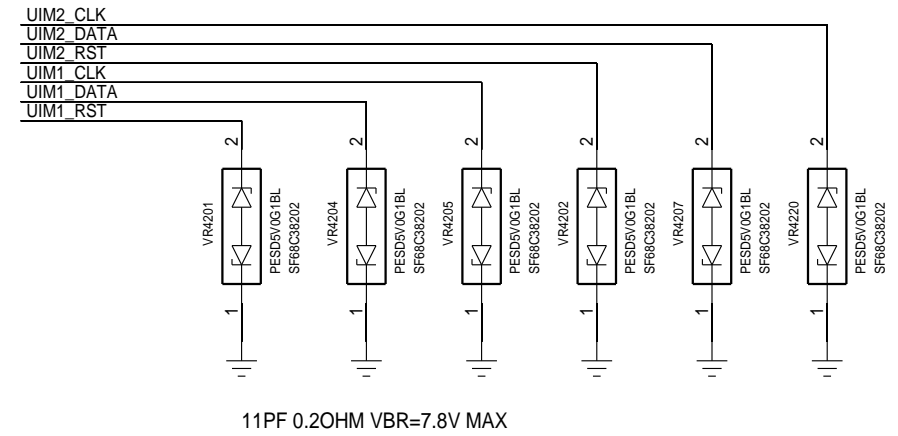 UIM2_CLK
UIM2_DATA
UIM2_RST
UIM1_CLK
UIM1_DATA
UIM1_RST
2
2
2
2
2
2
VR4201
PESD5V0G1BL
SF68C38202
VR4204
PESD5V0G1BL
SF68C38202
VR4205
PESD5V0G1BL
SF68C38202
VR4202
PESD5V0G1BL
SF68C38202
VR4207
PESD5V0G1BL
SF68C38202
VR4220
PESD5V0G1BL
SF68C38202
1
1
1
1
1
1
11PF 0.2OHM VBR=7.8V MAX